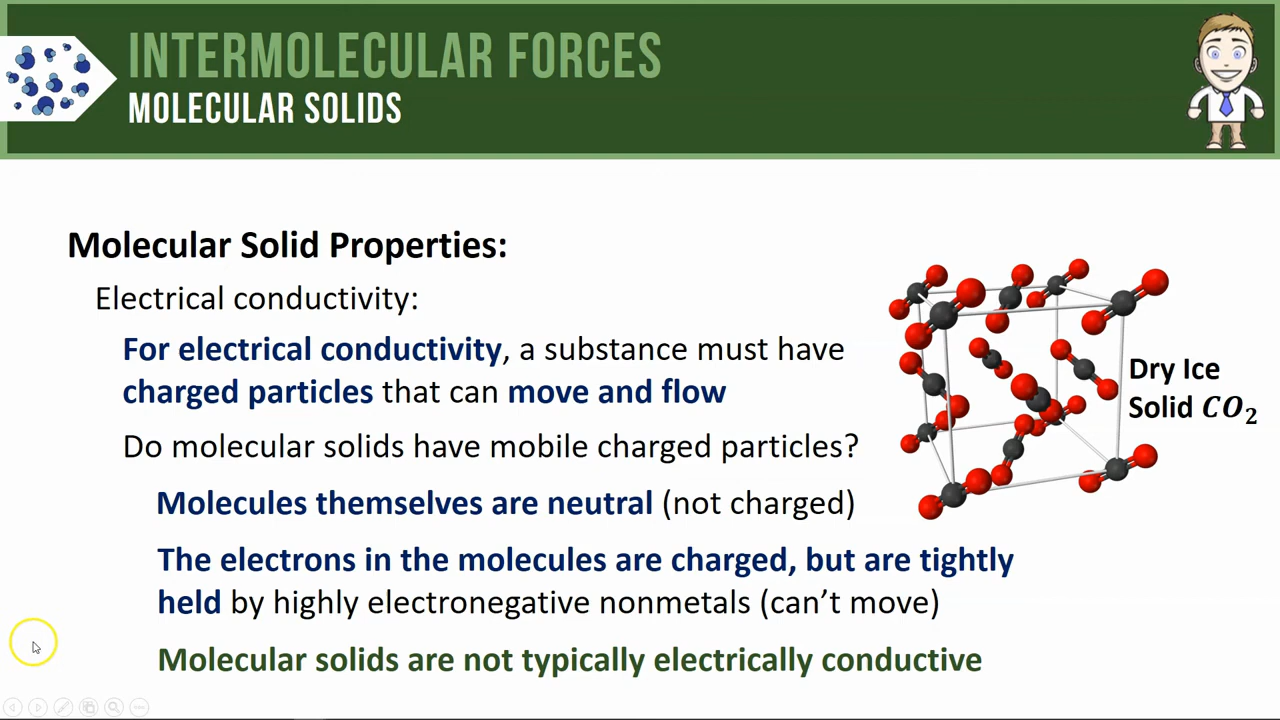 INTERMOLECULAR FORCES
MOLECULAR SOLIDS
Molecular Solid Properties:
Electrical conductivity:
For electrical conductivity, a substance must have
charged particles that can move and flow
Do molecular solids have mobile charged particles?
Molecules themselves are neutral (not charged)
The electrons in the molecules are charged, but are tightly
held by highly electronegative nonmetals (can’t move)
Molecular solids are not typically electrically conductive
Dry Ice
Solid 𝑪𝑶₂